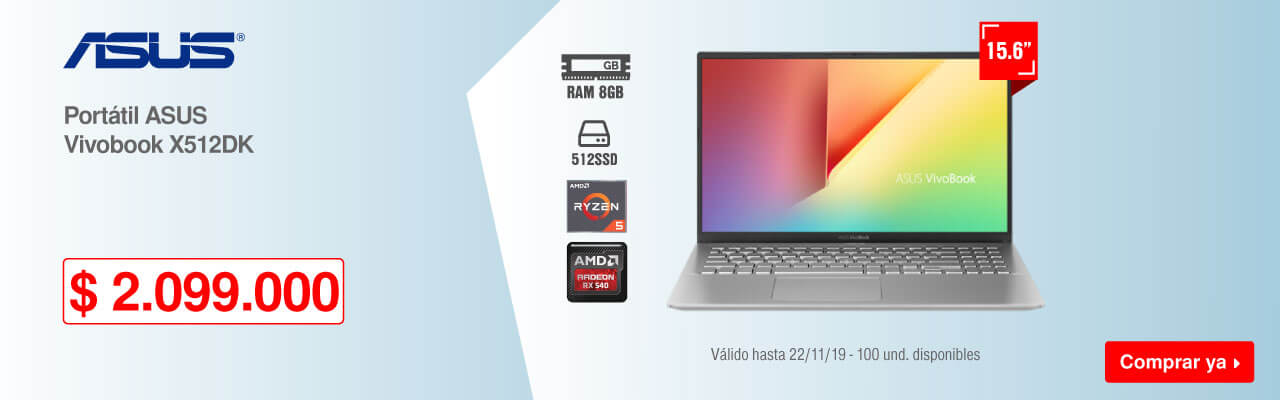 ASUS®
Portátil ASUS
Vivobook X512DK
$ 2.099.000
GB
RAM 8GB
512SSD
AMD
RYZEN
5
AMD
RADEON
RX 540
15.6”
ASUS VivoBook
Válido hasta 22/11/19 - 100 und. disponibles
Comprar ya